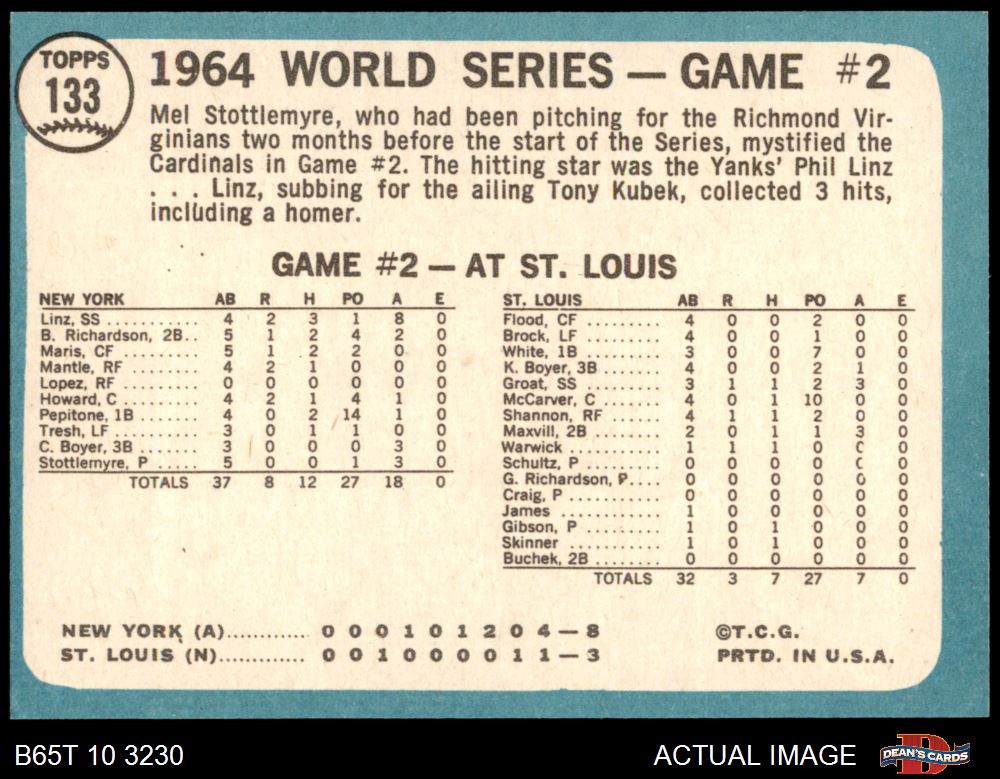 TOPPS
133
1964 WORLD SERIES — GAME #2
Mel Stottlemyre, who had been pitching for the Richmond Vir-
ginians two months before the start of the Series, mystified the
Cardinals in Game #2. The hitting star was the Yanks' Phil Linz
. . . Linz, subbing for the ailing Tony Kubek, collected 3 hits,
including a homer.
GAME #2 — AT ST. LOUIS
NEW YORK AB R H PO A E
Linz, SS ........... 4 2 3 1 8 0
B. Richardson, 2B.. 5 1 2 4 2 0
Maris, CF .......... 5 1 2 2 0 0
Mantle, RF ......... 4 2 1 0 0 0
Lopez, RF .......... 0 0 0 0 0 0
Howard, C .......... 4 2 1 4 1 0
Pepitone, 1B ....... 4 0 2 14 1 0
Tresh, LF .......... 3 0 1 1 0 0
C. Boyer, 3B ....... 3 0 0 0 3 0
Stottlemyre, P ..... 5 0 0 1 3 0
TOTALS 37 8 12 27 18 0
ST. LOUIS AB R H PO A E
Flood, CF ......... 4 0 0 2 0 0
Brock, LF ......... 4 0 0 1 0 0
White, 1B ......... 3 0 0 7 0 0
K. Boyer, 3B ...... 4 0 0 2 1 0
Groat, SS ......... 3 1 1 2 3 0
McCarver, C ....... 4 0 1 10 0 0
Shannon, RF ....... 4 1 1 2 0 0
Maxvill, 2B ....... 2 0 1 1 3 0
Warwick ........... 1 1 1 0 0 0
Schultz, P ........ 0 0 0 0 0 0
G. Richardson, P.... 0 0 0 0 0 0
Craig, P .......... 0 0 0 0 0 0
James ............. 1 0 0 0 0 0
Gibson, P ......... 1 0 1 0 0 0
Skinner ........... 1 0 1 0 0 0
Buchek, 2B ........ 0 0 0 0 0 0
TOTALS 32 3 7 27 7 0
NEW YORK (A)............. 0 0 0 1 0 1 2 0 4 — 8
ST. LOUIS (N)............. 0 0 1 0 0 0 0 1 1 — 3
©T.C.G.
PRTD. IN U.S.A.
B65T 10 3230
ACTUAL IMAGE
D
DEAN'S CARDS